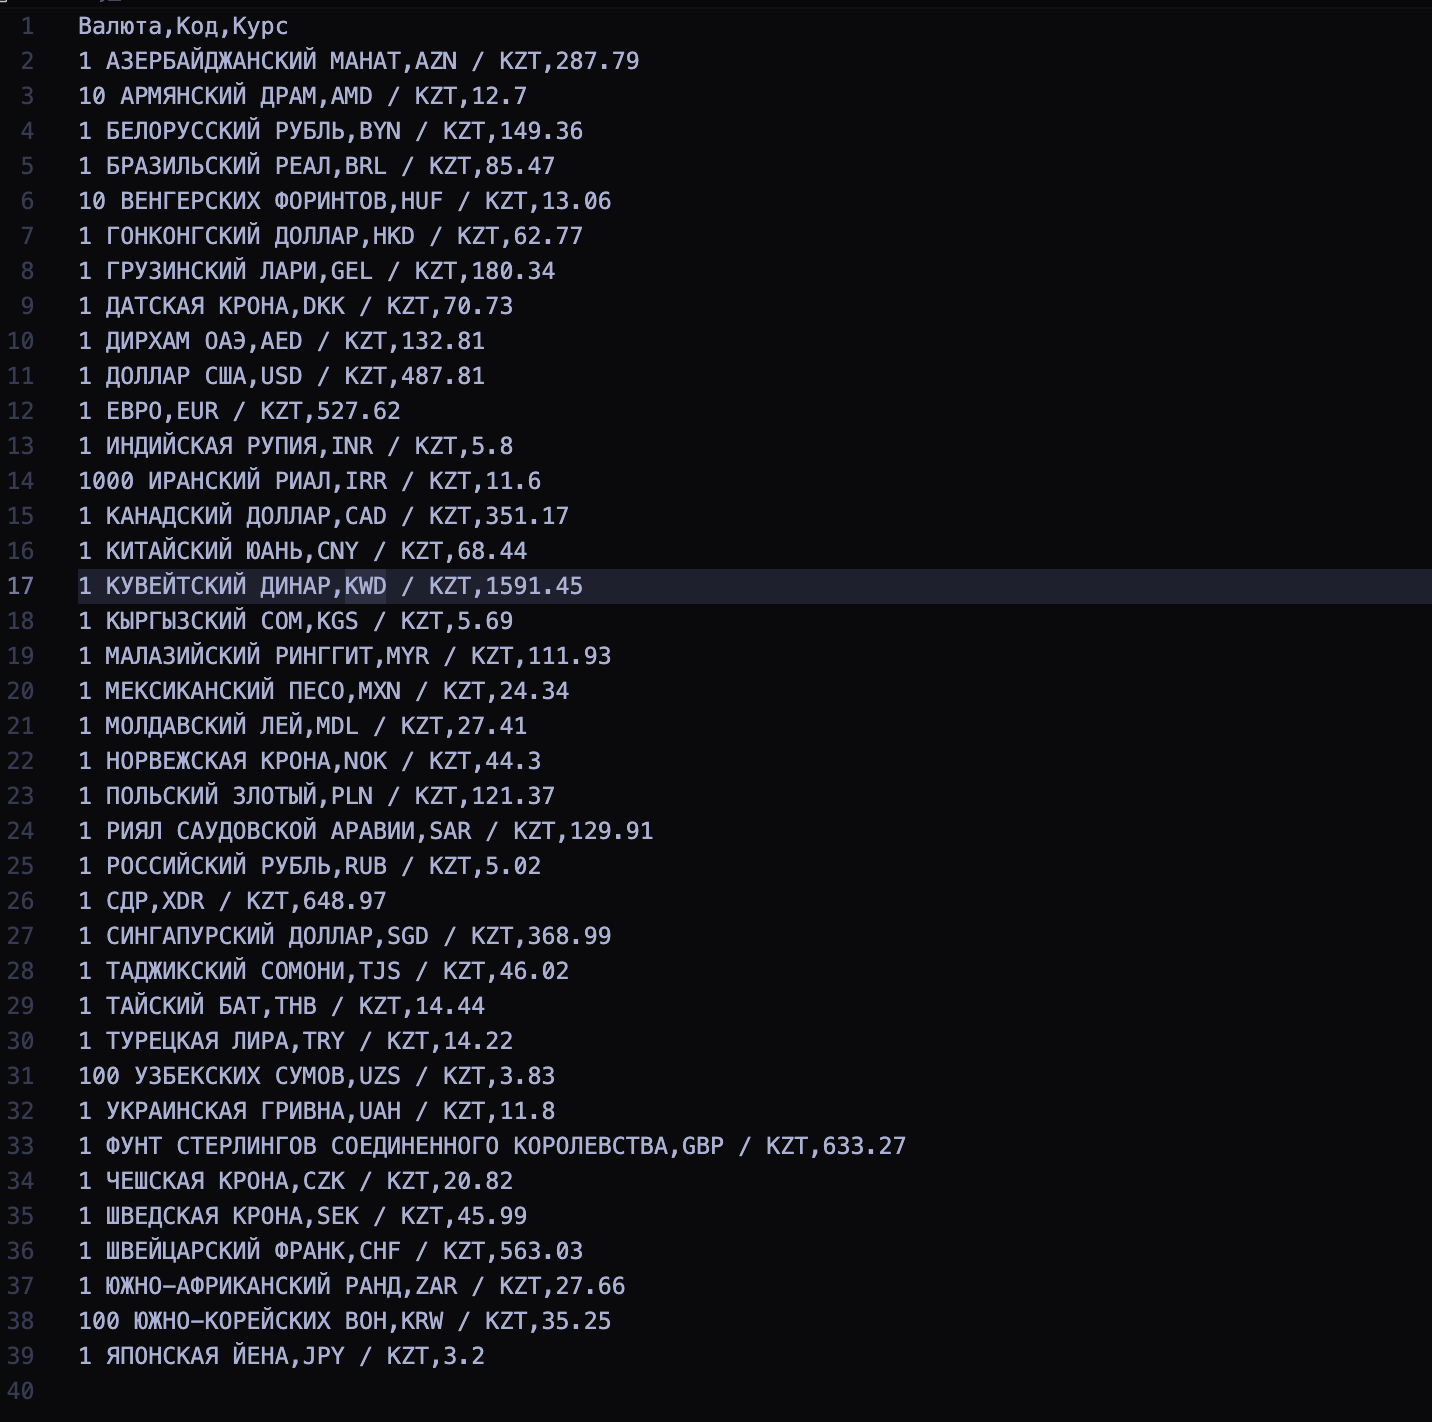 1 Валюта,Код,Курс
2 1 АЗЕРБАЙДЖАНСКИЙ МАНАТ,AZN / KZT,287.79
3 10 АРМЯНСКИЙ ДРАМ,AMD / KZT,12.7
4 1 БЕЛОРУССКИЙ РУБЛЬ,BYN / KZT,149.36
5 1 БРАЗИЛЬСКИЙ РЕАЛ,BRL / KZT,85.47
6 10 ВЕНГЕРСКИХ ФОРИНТОВ,HUF / KZT,13.06
7 1 ГОНКОНГСКИЙ ДОЛЛАР,HKD / KZT,62.77
8 1 ГРУЗИНСКИЙ ЛАРИ,GEL / KZT,180.34
9 1 ДАТСКАЯ КРОНА,DKK / KZT,70.73
10 1 ДИРХАМ ОАЭ,AED / KZT,132.81
11 1 ДОЛЛАР США,USD / KZT,487.81
12 1 ЕВРО,EUR / KZT,527.62
13 1 ИНДИЙСКАЯ РУПИЯ,INR / KZT,5.8
14 1000 ИРАНСКИЙ РИАЛ,IRR / KZT,11.6
15 1 КАНАДСКИЙ ДОЛЛАР,CAD / KZT,351.17
16 1 КИТАЙСКИЙ ЮАНЬ,CNY / KZT,68.44
17 1 КУВЕЙТСКИЙ ДИНАР,KWD / KZT,1591.45
18 1 КЫРГЫЗСКИЙ СОМ,KGS / KZT,5.69
19 1 МАЛАЗИЙСКИЙ РИНГГИТ,MYR / KZT,111.93
20 1 МЕКСИКАНСКИЙ ПЕСО,MXN / KZT,24.34
21 1 МОЛДАВСКИЙ ЛЕЙ,MDL / KZT,27.41
22 1 НОРВЕЖСКАЯ КРОНА,NOK / KZT,44.3
23 1 ПОЛЬСКИЙ ЗЛОТЫЙ,PLN / KZT,121.37
24 1 РИЯЛ САУДОВСКОЙ АРАВИИ,SAR / KZT,129.91
25 1 РОССИЙСКИЙ РУБЛЬ,RUB / KZT,5.02
26 1 СДР,XDR / KZT,648.97
27 1 СИНГАПУРСКИЙ ДОЛЛАР,SGD / KZT,368.99
28 1 ТАДЖИКСКИЙ СОМОНИ,TJS / KZT,46.02
29 1 ТАЙСКИЙ БАТ,THB / KZT,14.44
30 1 ТУРЕЦКАЯ ЛИРА,TRY / KZT,14.22
31 100 УЗБЕКСКИХ СУМОВ,UZS / KZT,3.83
32 1 УКРАИНСКАЯ ГРИВНА,UAH / KZT,11.8
33 1 ФУНТ СТЕРЛИНГОВ СОЕДИНЕННОГО КОРОЛЕВСТВА,GBP / KZT,633.27
34 1 ЧЕШСКАЯ КРОНА,CZK / KZT,20.82
35 1 ШВЕДСКАЯ КРОНА,SEK / KZT,45.99
36 1 ШВЕЙЦАРСКИЙ ФРАНК,CHF / KZT,563.03
37 1 ЮЖНО-АФРИКАНСКИЙ РАНД,ZAR / KZT,27.66
38 100 ЮЖНО-КОРЕЙСКИХ ВОН,KRW / KZT,35.25
39 1 ЯПОНСКАЯ ЙЕНА,JPY / KZT,3.2
40